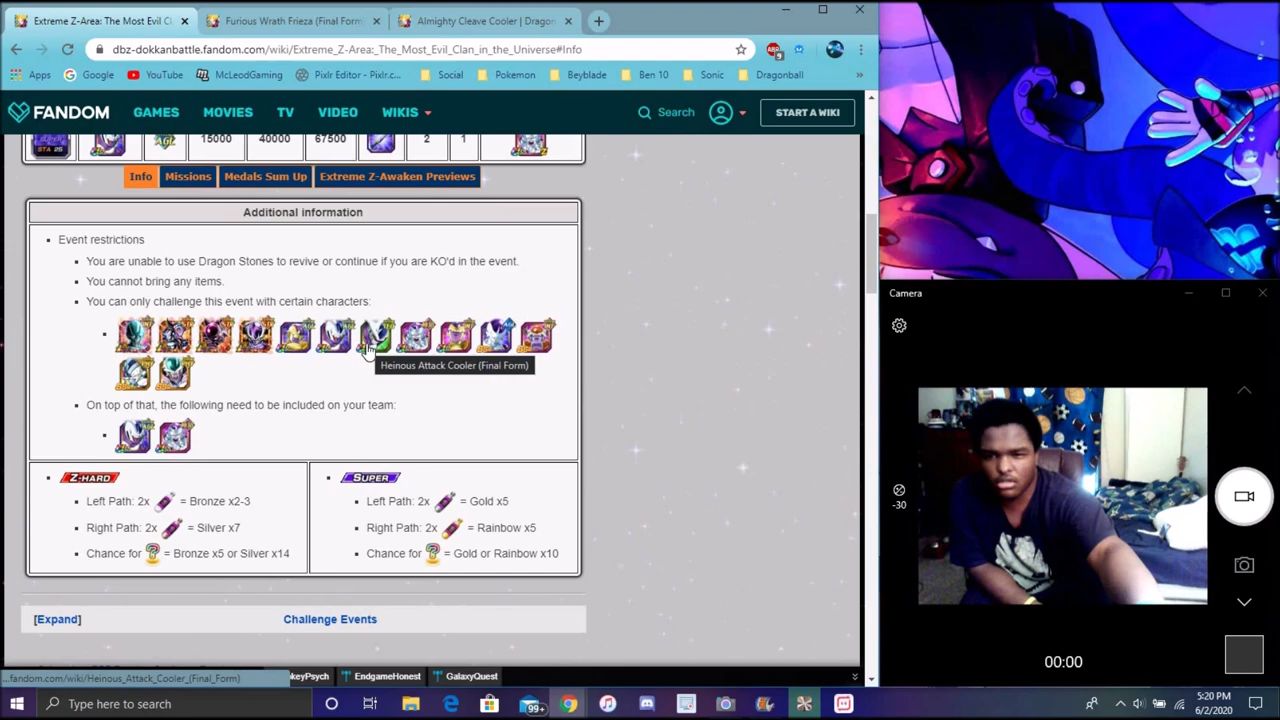 Extreme Z-Area: The Most Evil Cl
Furious Wrath Frieza (Final Form
Almighty Cleave Cooler | Dragon
dbz-dokkanbattle.fandom.com/wiki/Extreme_Z-Area:_The_Most_Evil_Clan_in_the_Universe#Info
Apps Google YouTube McLeodGaming Pixlr Editor - Pixlr.c... Social Pokemon Beyblade Ben 10 Sonic Dragonball »
FANDOM GAMES MOVIES TV VIDEO WIKIS Search START A WIKI
STA 25 AGL 15000 40000 67500 2 1
Info Missions Medals Sum Up Extreme Z-Awaken Previews
Additional information
Event restrictions
You are unable to use Dragon Stones to revive or continue if you are KO'd in the event.
You cannot bring any items.
You can only challenge this event with certain characters:
Heinous Attack Cooler (Final Form)
On top of that, the following need to be included on your team:
Z-HARD
Left Path: 2x = Bronze x2-3
Right Path: 2x = Silver x7
Chance for = Bronze x5 or Silver x14
SUPER
Left Path: 2x = Gold x5
Right Path: 2x = Rainbow x5
Chance for = Gold or Rainbow x10
[Expand] Challenge Events
.fandom.com/wiki/Heinous_Attack_Cooler_(Final_Form)
keyPsych EndgameHonest GalaxyQuest
Camera
-30
00:00
Type here to search
99+
5:20 PM
6/2/2020